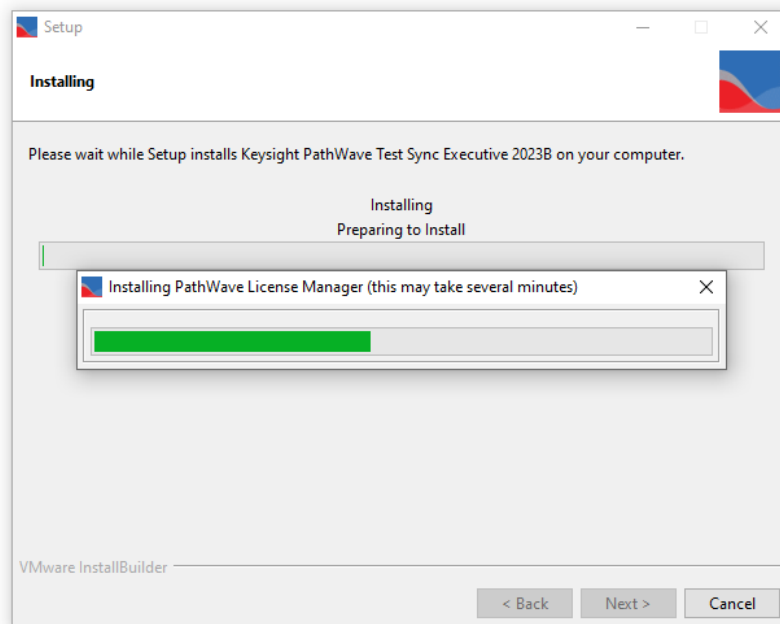 Setup
Installing
Please wait while Setup installs Keysight PathWave Test Sync Executive 2023B on your computer.
Installing
Preparing to Install
Installing PathWave License Manager (this may take several minutes)
VMware InstallBuilder
< Back
Next >
Cancel